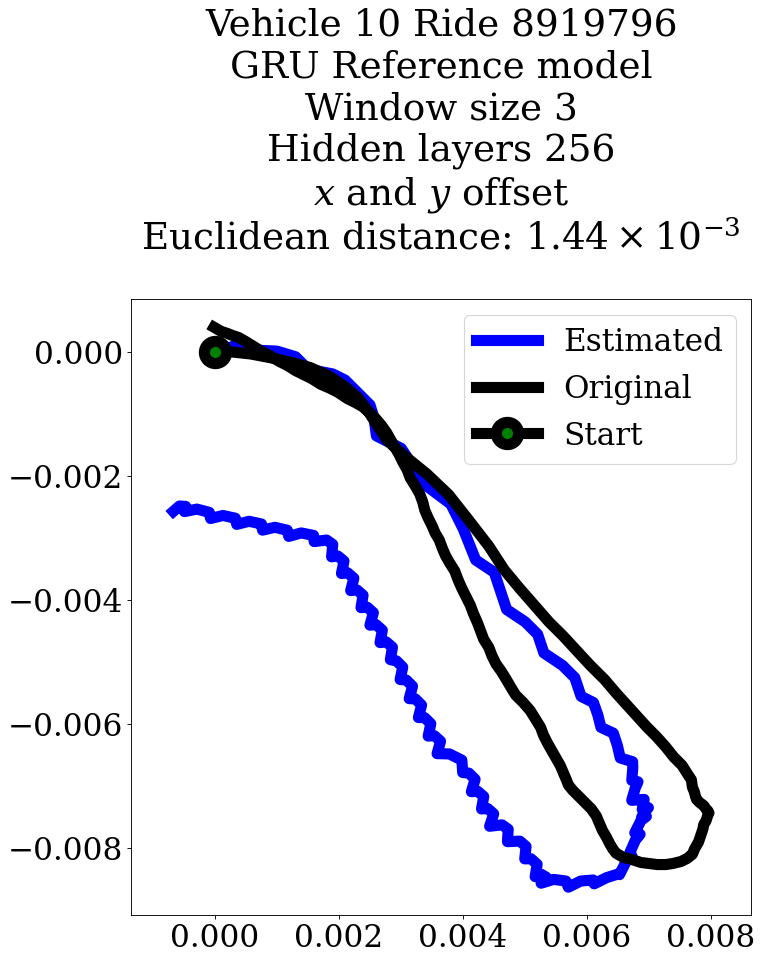 Vehicle 10 Ride 8919796
GRU Reference model
Window size 3
Hidden layers 256
x and y offset
Euclidean distance: 1.44 × 10⁻³
Estimated
Original
Start
0.000
−0.002
−0.004
−0.006
−0.008
0.000 0.002 0.004 0.006 0.008